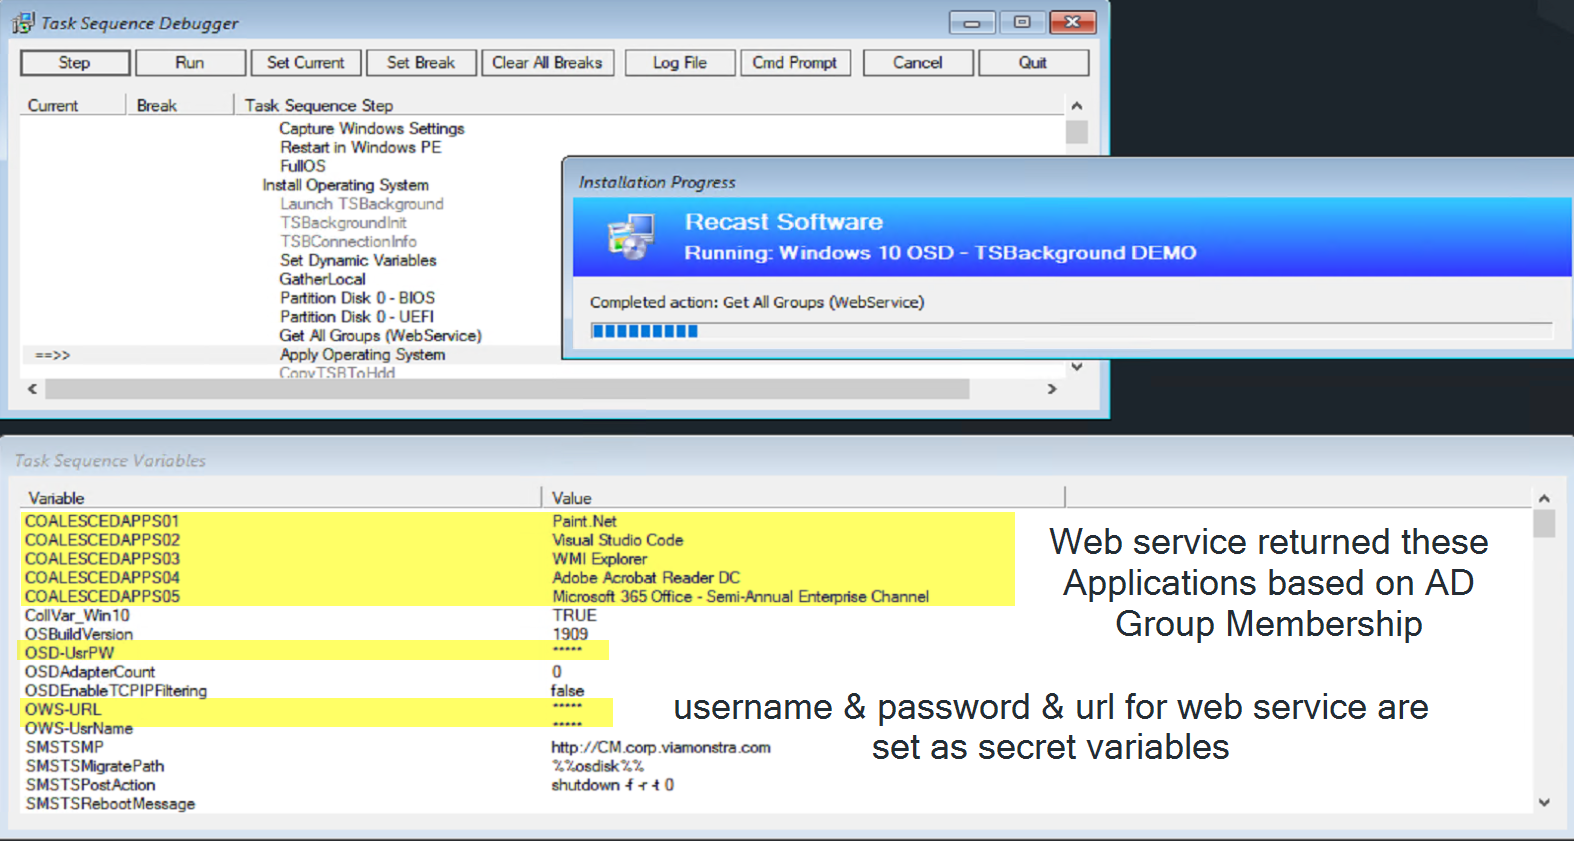 Task Sequence Debugger
Step Run Set Current Set Break Clear All Breaks Log File Cmd Prompt Cancel Quit
Current Break Task Sequence Step
Capture Windows Settings
Restart in Windows PE
FullOS
Install Operating System
Launch TSBackground
TSBackgroundInit
TSBConnectionInfo
Set Dynamic Variables
GatherLocal
Partition Disk 0 - BIOS
Partition Disk 0 - UEFI
Get All Groups (WebService)
==>> Apply Operating System
CopyTSBToHdd
Installation Progress
Recast Software
Running: Windows 10 OSD - TSBackground DEMO
Completed action: Get All Groups (WebService)
Task Sequence Variables
Variable Value
COALESCEDAPPS01 Paint.Net
COALESCEDAPPS02 Visual Studio Code
COALESCEDAPPS03 WMI Explorer
COALESCEDAPPS04 Adobe Acrobat Reader DC
COALESCEDAPPS05 Microsoft 365 Office - Semi-Annual Enterprise Channel
CollVar_Win10 TRUE
OSBuildVersion 1909
OSD-UsrPW *****
OSDAdapterCount 0
OSDEnableTCPIPFiltering false
OWS-URL *****
OWS-UsrName *****
SMSTSMP http://CM.corp.viamonstra.com
SMSTSMigratePath %%osdisk%%
SMSTSPostAction shutdown -f -r -t 0
SMSTSRebootMessage
Web service returned these
Applications based on AD
Group Membership
username & password & url for web service are
set as secret variables